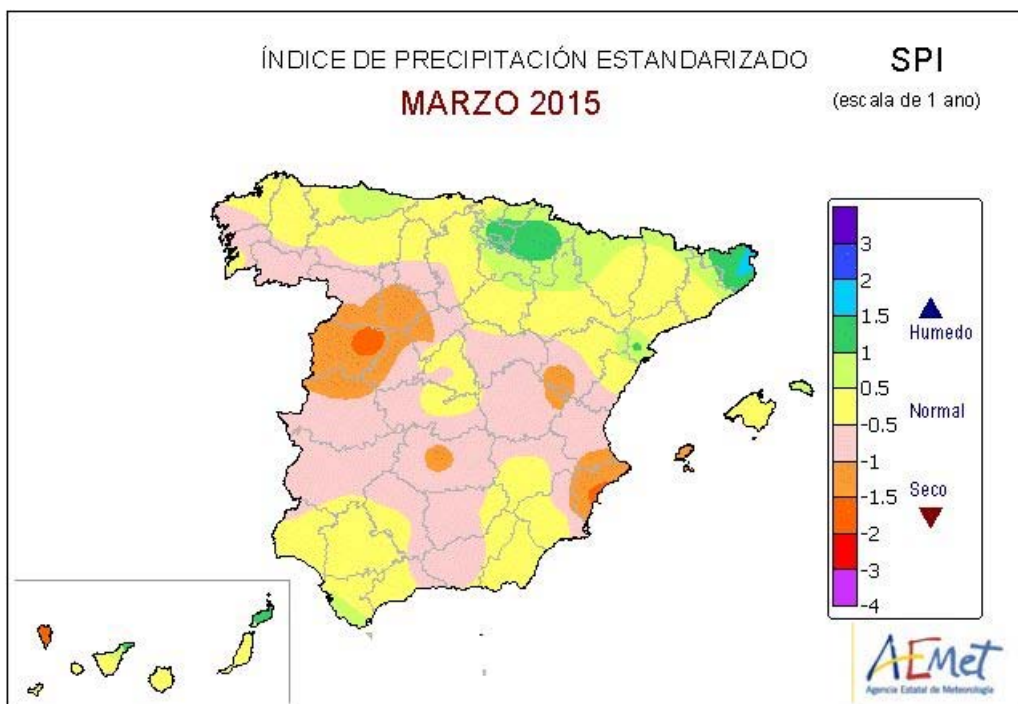 ÍNDICE DE PRECIPITACIÓN ESTANDARIZADO
MARZO 2015
SPI
(escala de 1 ano)
3
2
1.5
1
0.5
-0.5
-1
-1.5
-2
-3
-4
Humedo
Normal
Seco
AEMet
Agencia Estatal de Meteorología